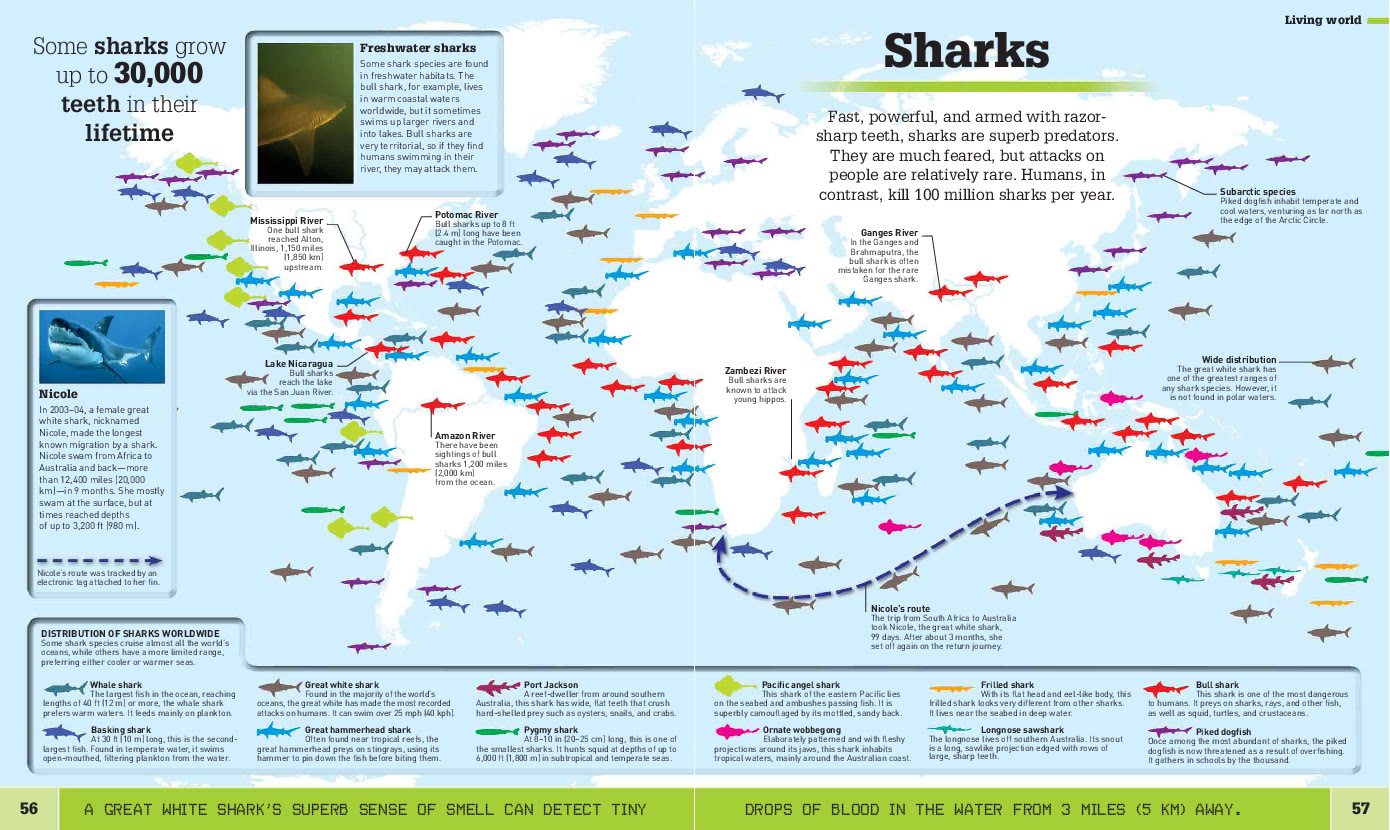 Living world
Some sharks grow
up to 30,000
teeth in their
lifetime
Freshwater sharks
Some shark species are found
in freshwater habitats. The
bull shark, for example, lives
in warm coastal waters
worldwide, but it sometimes
swims up larger rivers and
into lakes. Bull sharks are
very territorial, so if they find
humans swimming in their
river, they may attack them.
Sharks
Fast, powerful, and armed with razor-
sharp teeth, sharks are superb predators.
They are much feared, but attacks on
people are relatively rare. Humans, in
contrast, kill 100 million sharks per year.
Subarctic species
Piked dogfish inhabit temperate and
cool waters, venturing as far north as
the edge of the Arctic Circle.
Mississippi River
One bull shark
reached Alton,
Illinois, 1,150 miles
(1,850 km)
upstream.
Potomac River
Bull sharks up to 8 ft
(2.4 m) long have been
caught in the Potomac.
Ganges River
In the Ganges and
Brahmaputra, the
bull shark is often
mistaken for the rare
Ganges shark.
Nicole
In 2003–04, a female great
white shark, nicknamed
Nicole, made the longest
known migration by a shark.
Nicole swam from Africa to
Australia and back—more
than 12,400 miles (20,000
km)—in 9 months. She mostly
swam at the surface, but at
times reached depths
of up to 3,200 ft (980 m).
Nicole's route was tracked by an
electronic tag attached to her fin.
Lake Nicaragua
Bull sharks
reach the lake
via the San Juan River.
Zambezi River
Bull sharks are
known to attack
young hippos.
Wide distribution
The great white shark has
one of the greatest ranges of
any shark species. However, it
is not found in polar waters.
Amazon River
There have been
sightings of bull
sharks 1,200 miles
(2,000 km)
from the ocean.
Nicole's route
The trip from South Africa to Australia
took Nicole, the great white shark,
99 days. After about 3 months, she
set off again on the return journey.
DISTRIBUTION OF SHARKS WORLDWIDE
Some shark species cruise almost all the world's
oceans, while others have a more limited range,
preferring either cooler or warmer seas.
Whale shark
The largest fish in the ocean, reaching
lengths of 40 ft (12 m) or more, the whale shark
prefers warm waters. It feeds mainly on plankton.
Basking shark
At 30 ft (10 m) long, this is the second-
largest fish. Found in temperate water, it swims
open-mouthed, filtering plankton from the water.
Great white shark
Found in the majority of the world's
oceans, the great white shark makes the most recorded
attacks on humans. It can swim over 25 mph (40 kph).
Great hammerhead shark
Often found near tropical reefs, the
great hammerhead preys on stingrays, using its
hammer to pin down the fish before biting them.
Port Jackson
A reef-dweller from around southern
Australia, this shark has wide, flat teeth that crush
hard-shelled prey such as oysters, snails, and crabs.
Pygmy shark
At 8–10 in (20–25 cm) long, this is one of
the smallest sharks. It hunts squid at depths of up to
6,000 ft (1,800 m) in subtropical and temperate seas.
Pacific angel shark
This shark of the eastern Pacific lies
on the seabed and ambushes passing fish. It is
superbly camouflaged by its mottled, sandy back.
Ornate wobbegong
Elaborately patterned and with fleshy
projections around its jaws, this shark inhabits
tropical waters, mainly around the Australian coast.
Frilled shark
With its flat head and eel-like body, this
frilled shark looks very different from other sharks.
It lives near the seabed in deep water.
Longnose sawshark
The longnose lives off southern Australia. Its snout
is a long, sawlike projection edged with rows of
large, sharp teeth.
Bull shark
This shark is one of the most dangerous
to humans. It preys on sharks, rays, and other fish,
as well as squid, turtles, and crustaceans.
Piked dogfish
Once among the most abundant of sharks, the piked
dogfish is now threatened as a result of overfishing.
It gathers in schools by the thousand.
56
A GREAT WHITE SHARK'S SUPERB SENSE OF SMELL CAN DETECT TINY
DROPS OF BLOOD IN THE WATER FROM 3 MILES (5 KM) AWAY.
57